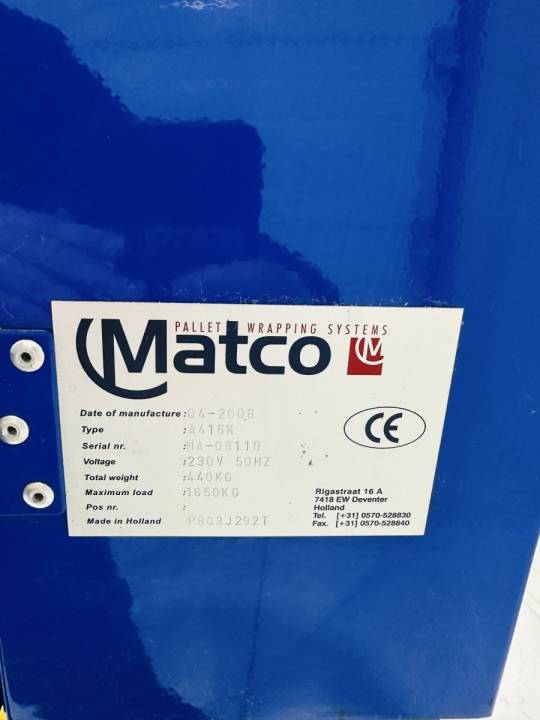 PALLET WRAPPING SYSTEMS
Matco M
Date of manufacture :04-2008
Type :A416K
Serial nr. :MA-08110
Voltage :230V 50HZ
Total weight :440KG
Maximum load :1650KG
Pos nr. :
Made in Holland P803J292T
CE
Rigastraat 16 A
7418 EW Deventer
Holland
Tel. [+31] 0570-528830
Fax. [+31] 0570-528840